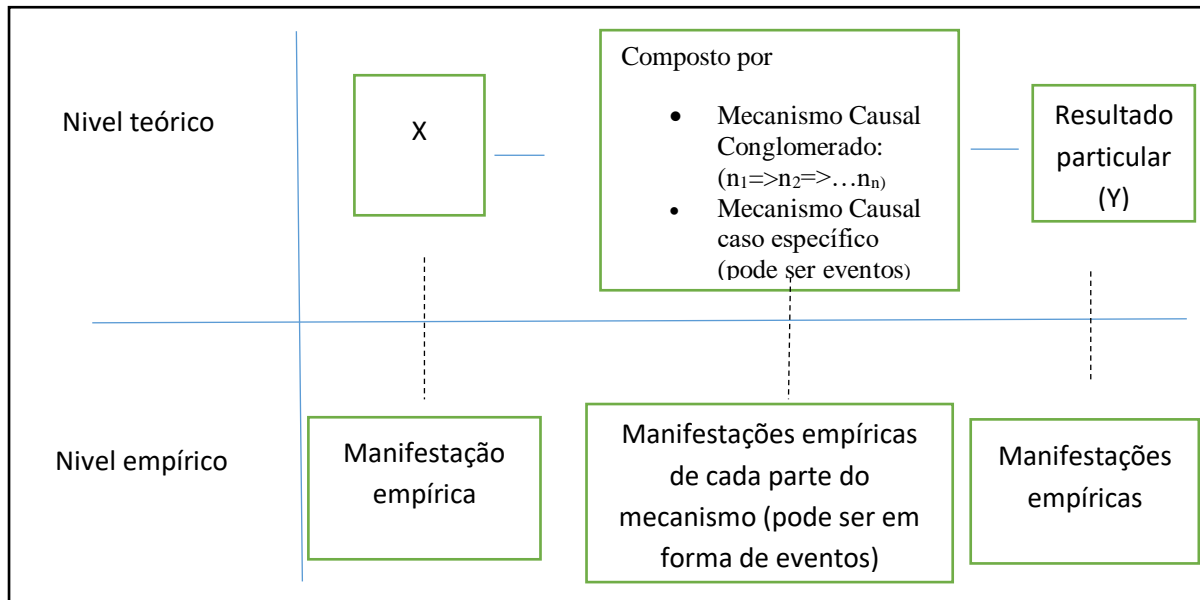 Nivel teórico
X
Composto por
• Mecanismo Causal
Conglomerado:
(n₁=>n₂=>…nₙ)
• Mecanismo Causal
caso específico
(pode ser eventos)
Resultado
particular
(Y)
Nivel empírico
Manifestação
empírica
Manifestações empíricas
de cada parte do
mecanismo (pode ser em
forma de eventos)
Manifestações
empíricas